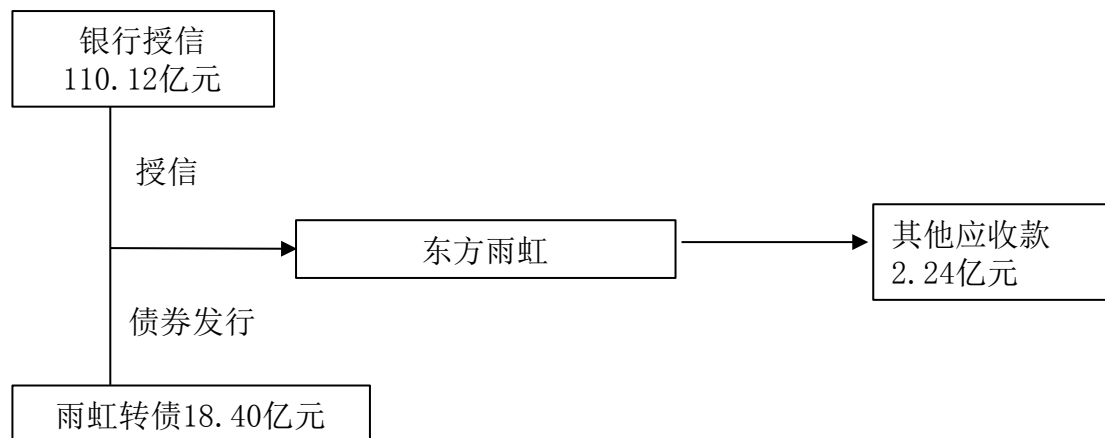 银行授信
110.12亿元
授信
东方雨虹
其他应收款
2.24亿元
债券发行
雨虹转债18.40亿元